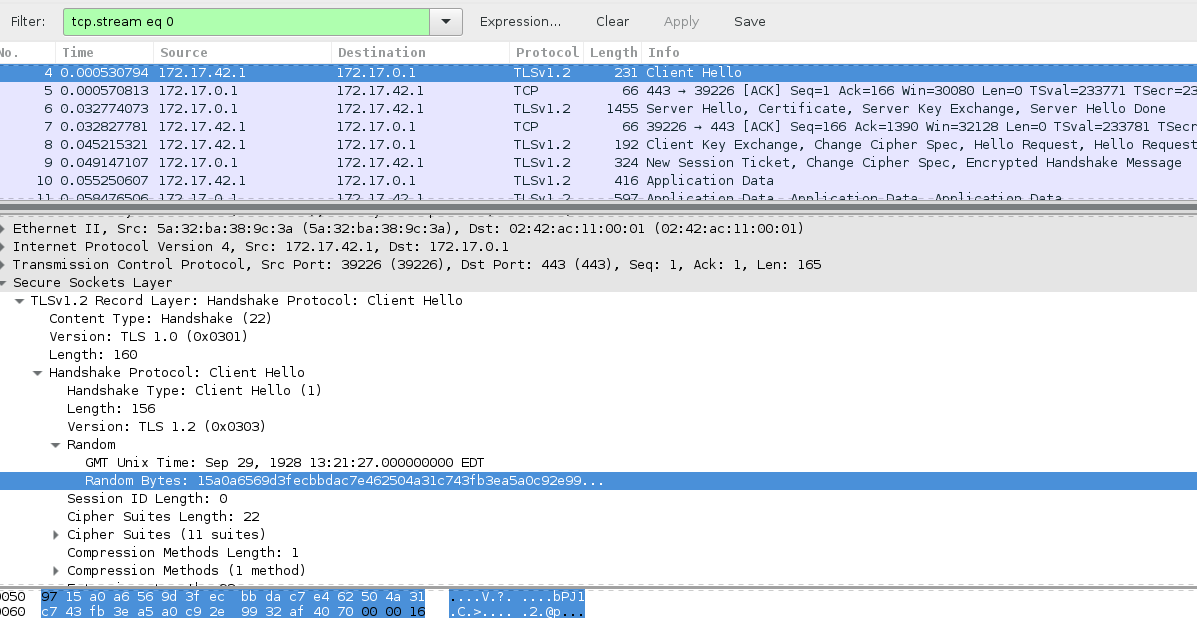 Filter: tcp.stream eq 0 Expression... Clear Apply Save
No. Time Source Destination Protocol Length Info
4 0.000530794 172.17.42.1 172.17.0.1 TLSv1.2 231 Client Hello
5 0.000570813 172.17.0.1 172.17.42.1 TCP 66 443 → 39226 [ACK] Seq=1 Ack=166 Win=30080 Len=0 TSval=233771 TSecr=23
6 0.032774073 172.17.0.1 172.17.42.1 TLSv1.2 1455 Server Hello, Certificate, Server Key Exchange, Server Hello Done
7 0.032827781 172.17.42.1 172.17.0.1 TCP 66 39226 → 443 [ACK] Seq=166 Ack=1390 Win=32128 Len=0 TSval=233781 TSecr
8 0.045215321 172.17.42.1 172.17.0.1 TLSv1.2 192 Client Key Exchange, Change Cipher Spec, Hello Request, Hello Request
9 0.049147107 172.17.0.1 172.17.42.1 TLSv1.2 324 New Session Ticket, Change Cipher Spec, Encrypted Handshake Message
10 0.055250607 172.17.42.1 172.17.0.1 TLSv1.2 416 Application Data
11 0.058476506 172.17.0.1 172.17.42.1 TLSv1.2 597 Application Data, Application Data, Application Data
Ethernet II, Src: 5a:32:ba:38:9c:3a (5a:32:ba:38:9c:3a), Dst: 02:42:ac:11:00:01 (02:42:ac:11:00:01)
Internet Protocol Version 4, Src: 172.17.42.1, Dst: 172.17.0.1
Transmission Control Protocol, Src Port: 39226 (39226), Dst Port: 443 (443), Seq: 1, Ack: 1, Len: 165
Secure Sockets Layer
TLSv1.2 Record Layer: Handshake Protocol: Client Hello
Content Type: Handshake (22)
Version: TLS 1.0 (0x0301)
Length: 160
Handshake Protocol: Client Hello
Handshake Type: Client Hello (1)
Length: 156
Version: TLS 1.2 (0x0303)
Random
GMT Unix Time: Sep 29, 1928 13:21:27.000000000 EDT
Random Bytes: 15a0a6569d3fecbbdac7e462504a31c743fb3ea5a0c92e99...
Session ID Length: 0
Cipher Suites Length: 22
Cipher Suites (11 suites)
Compression Methods Length: 1
Compression Methods (1 method)
0050 97 15 a0 a6 56 9d 3f ec bb da c7 e4 62 50 4a 31 ....V.?. ....bPJ1
0060 c7 43 fb 3e a5 a0 c9 2e 99 32 af 40 70 00 00 16 .C.>.... .2.@p...